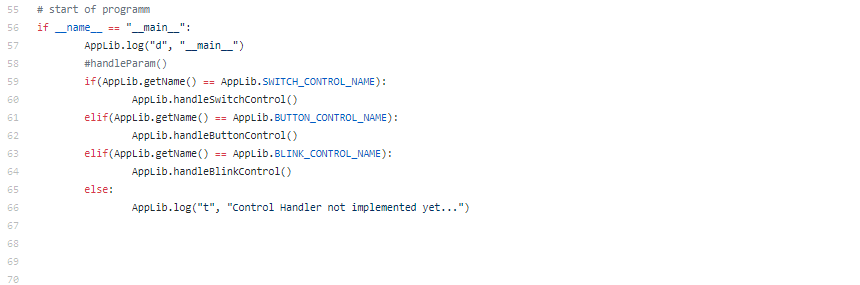 55 # start of programm
56 if __name__ == "__main__":
57 AppLib.log("d", "__main__")
58 #handleParam()
59 if(AppLib.getName() == AppLib.SWITCH_CONTROL_NAME):
60 AppLib.handleSwitchControl()
61 elif(AppLib.getName() == AppLib.BUTTON_CONTROL_NAME):
62 AppLib.handleButtonControl()
63 elif(AppLib.getName() == AppLib.BLINK_CONTROL_NAME):
64 AppLib.handleBlinkControl()
65 else:
66 AppLib.log("t", "Control Handler not implemented yet...")
67
68
69
70